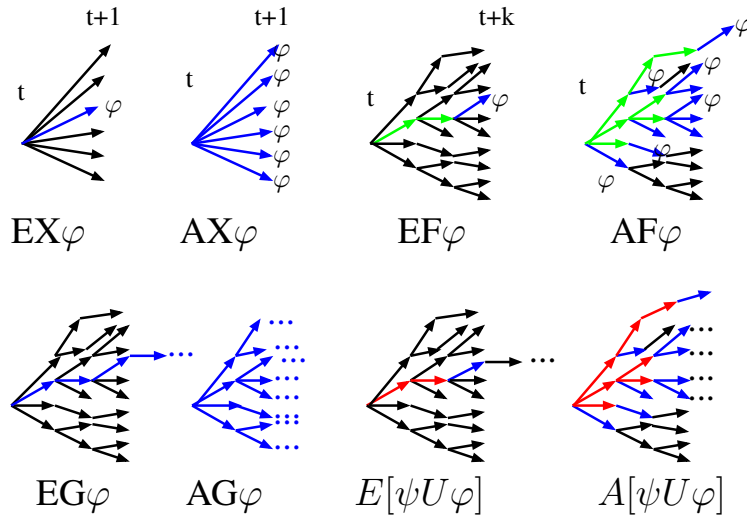 t+1 t+1 t+k
φ
φ
t t t t
φ φ
φ
φ φ φ φ φ
φ
φ φ
φ φ
EXφ AXφ EFφ AFφ
EGφ AGφ E[ψUφ] A[ψUφ]